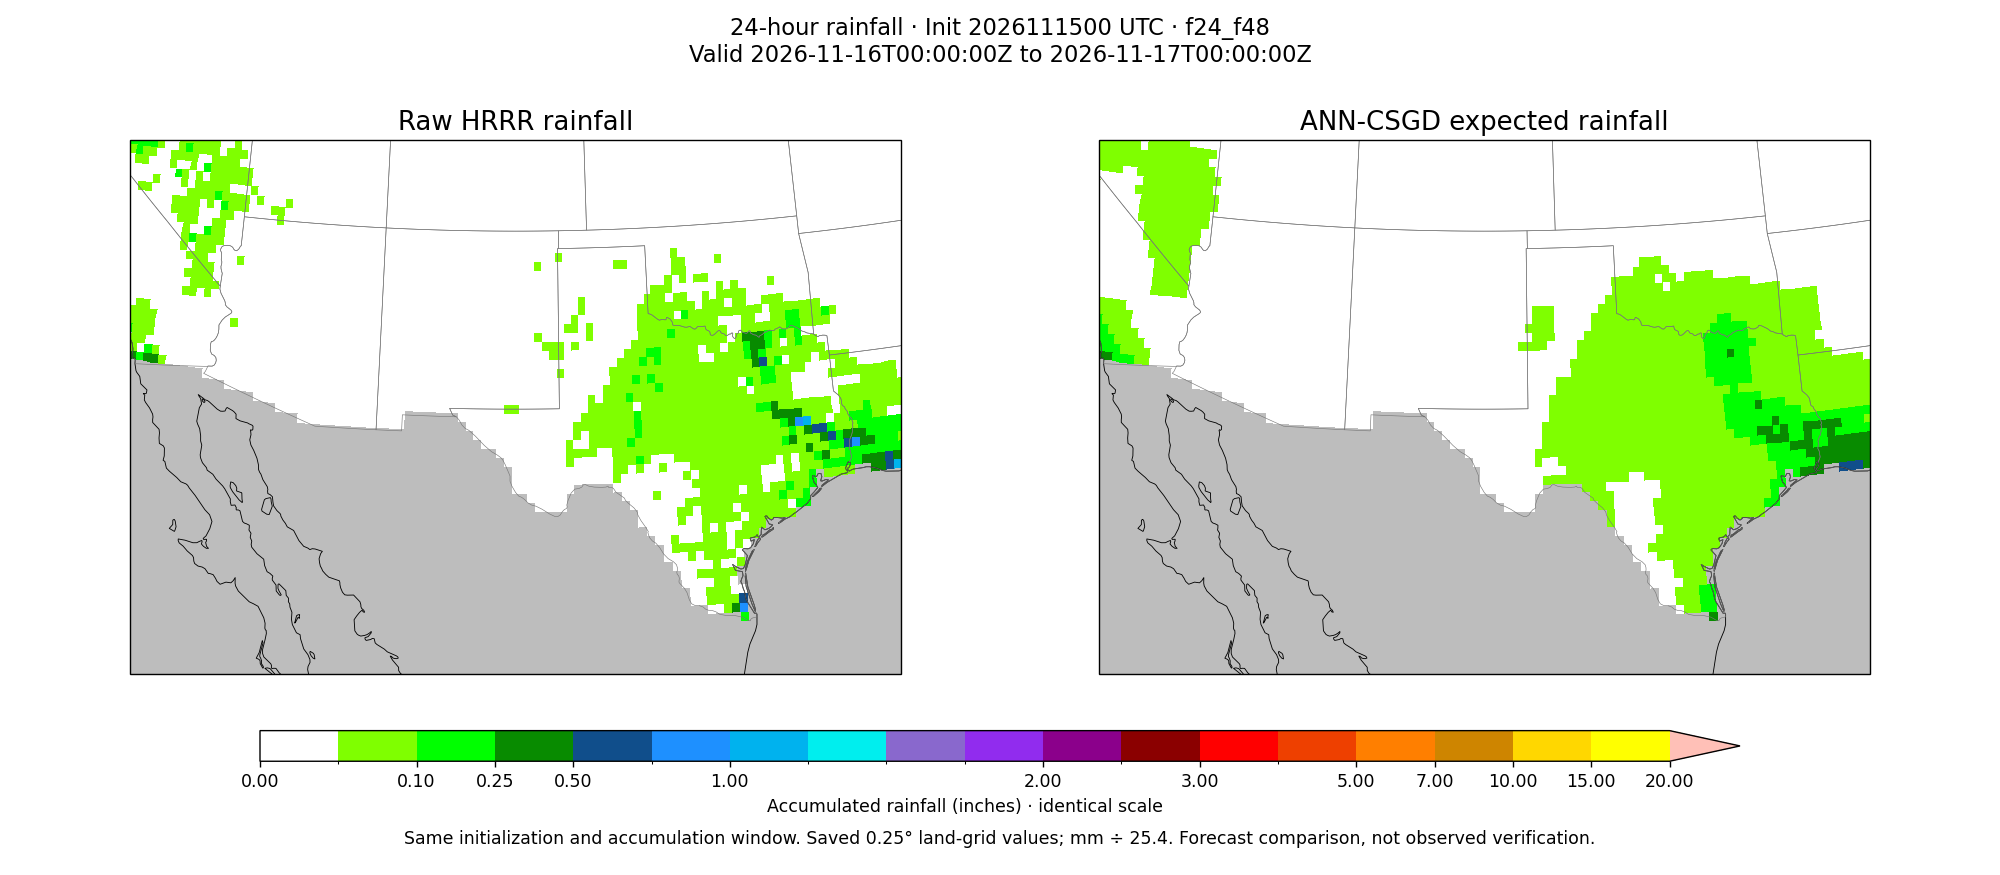 24-hour rainfall · Init 2026111500 UTC · f24_f48
Valid 2026-11-16T00:00:00Z to 2026-11-17T00:00:00Z
Raw HRRR rainfall
ANN-CSGD expected rainfall
0.00 0.10 0.25 0.50 1.00 2.00 3.00 5.00 7.00 10.00 15.00 20.00
Accumulated rainfall (inches) · identical scale
Same initialization and accumulation window. Saved 0.25° land-grid values; mm ÷ 25.4. Forecast comparison, not observed verification.